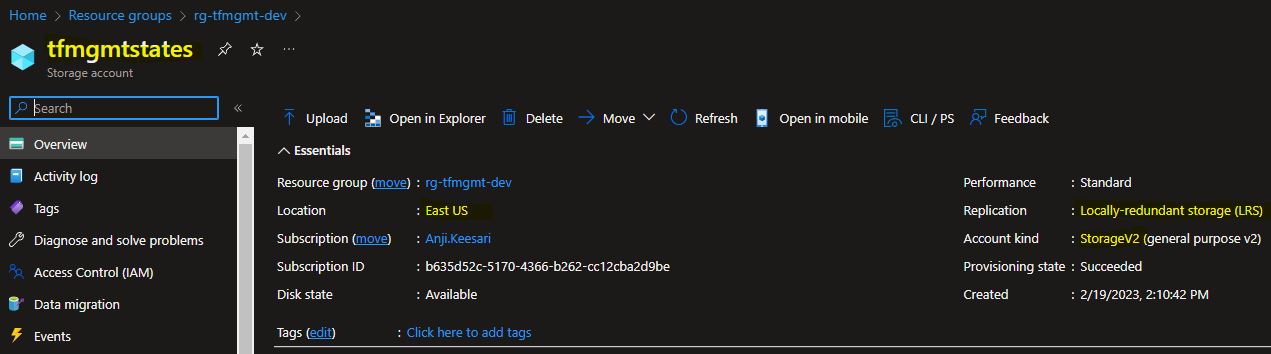 Home > Resource groups > rg-tfmgmt-dev >
tfmgmtstates
Storage account
Search
Upload Open in Explorer Delete Move Refresh Open in mobile CLI / PS Feedback
Overview
Activity log
Tags
Diagnose and solve problems
Access Control (IAM)
Data migration
Events
Essentials
Resource group (move) : rg-tfmgmt-dev
Location : East US
Subscription (move) : Anji.Keesari
Subscription ID : b635d52c-5170-4366-b262-cc12cba2d9be
Disk state : Available
Performance : Standard
Replication : Locally-redundant storage (LRS)
Account kind : StorageV2 (general purpose v2)
Provisioning state : Succeeded
Created : 2/19/2023, 2:10:42 PM
Tags (edit) : Click here to add tags